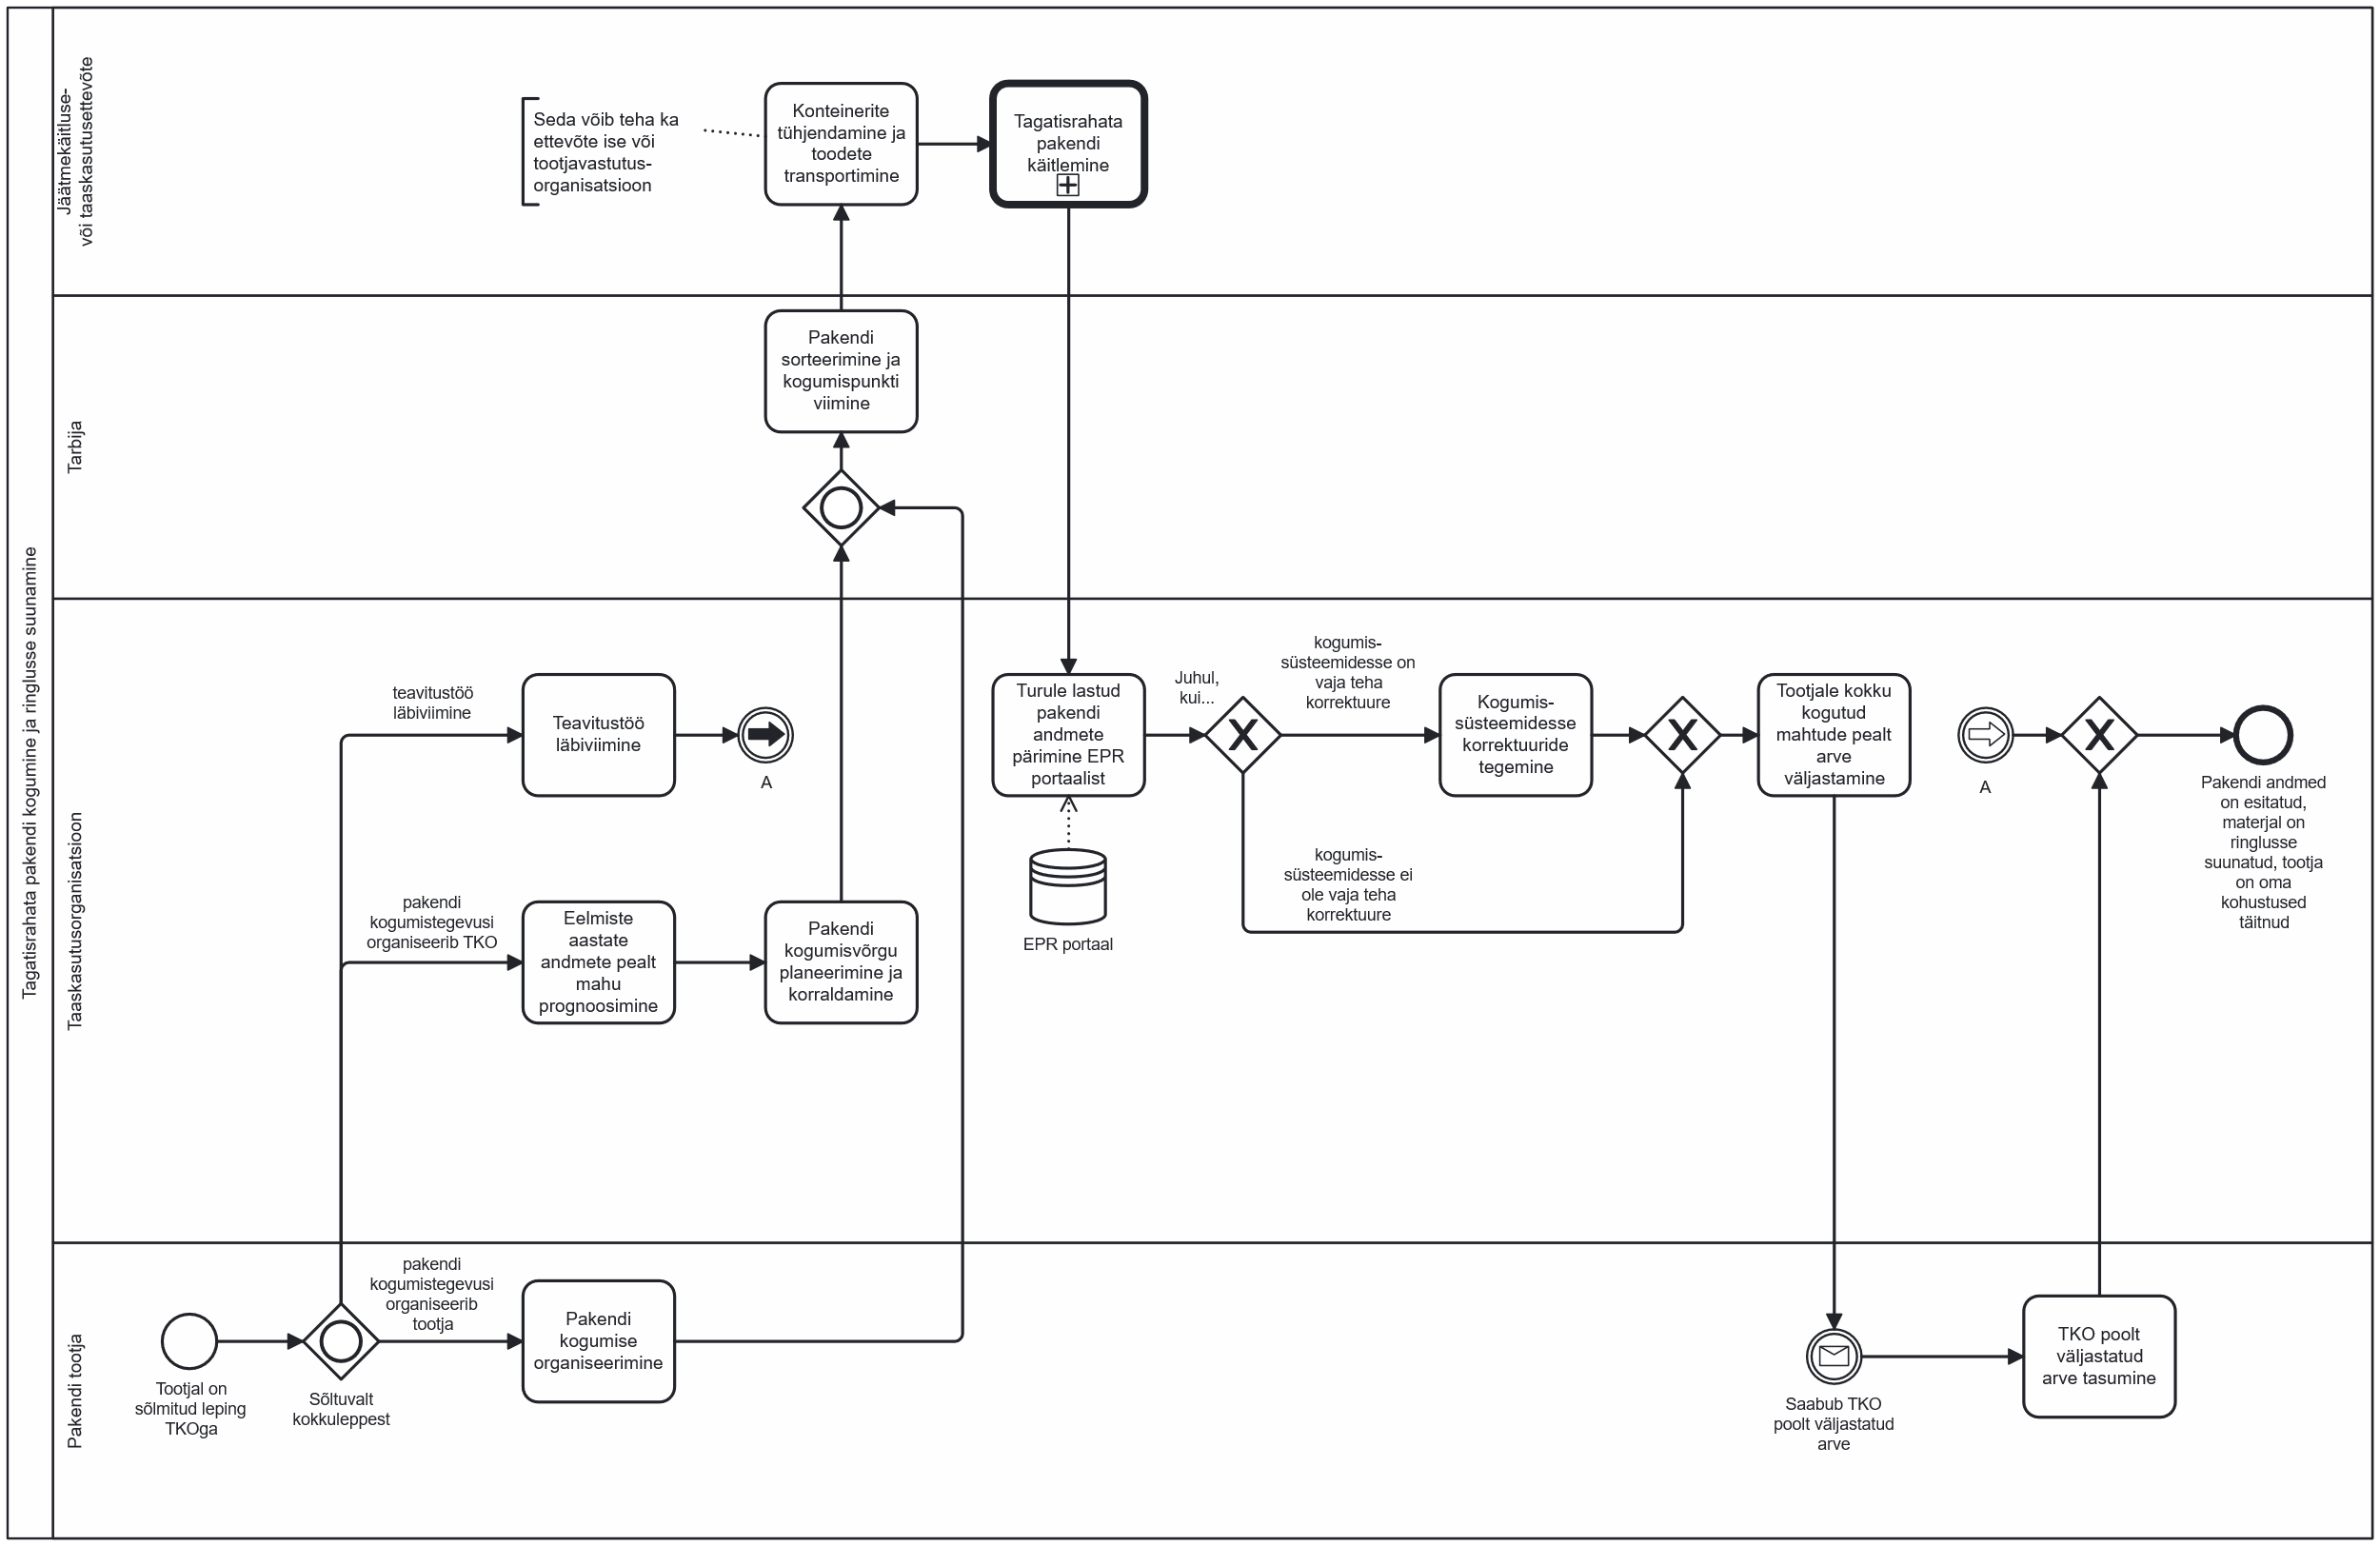 Tagatisrahata pakendi kogumine ja ringlusse suunamine
Jäätmekäitluse-
või taaskasutusettevõte
Seda võib teha ka
ettevõte ise või
tootjavastutus-
organisatsioon
Konteinerite
tühjendamine ja
toodete
transportimine
Tagatisrahata
pakendi
käitlemine
Tarbija
Pakendi
sorteerimine ja
kogumispunkti
viimine
Taaskasutusorganisatsioon
teavitustöö
läbiviimine
Teavitustöö
läbiviimine
A
pakendi
kogumistegevusi
organiseerib TKO
Eelmiste
aastate
andmete pealt
mahu
prognoosimine
Pakendi
kogumisvõrgu
planeerimine ja
korraldamine
Turule lastud
pakendi
andmete
pärimine EPR
portaalist
EPR portaal
Juhul,
kui...
kogumis-
süsteemidesse on
vaja teha
korrektuure
kogumis-
süsteemidesse ei
ole vaja teha
korrektuure
Kogumis-
süsteemidesse
korrektuuride
tegemine
Tootjale kokku
kogutud
mahtude pealt
arve
väljastamine
A
Pakendi andmed
on esitatud,
materjal on
ringlusse
suunatud, tootja
on oma
kohustused
täitnud
Pakendi tootja
Tootjal on
sõlmitud leping
TKOga
Sõltuvalt
kokkuleppest
pakendi
kogumistegevusi
organiseerib
tootja
Pakendi
kogumise
organiseerimine
Saabub TKO
poolt väljastatud
arve
TKO poolt
väljastatud
arve tasumine